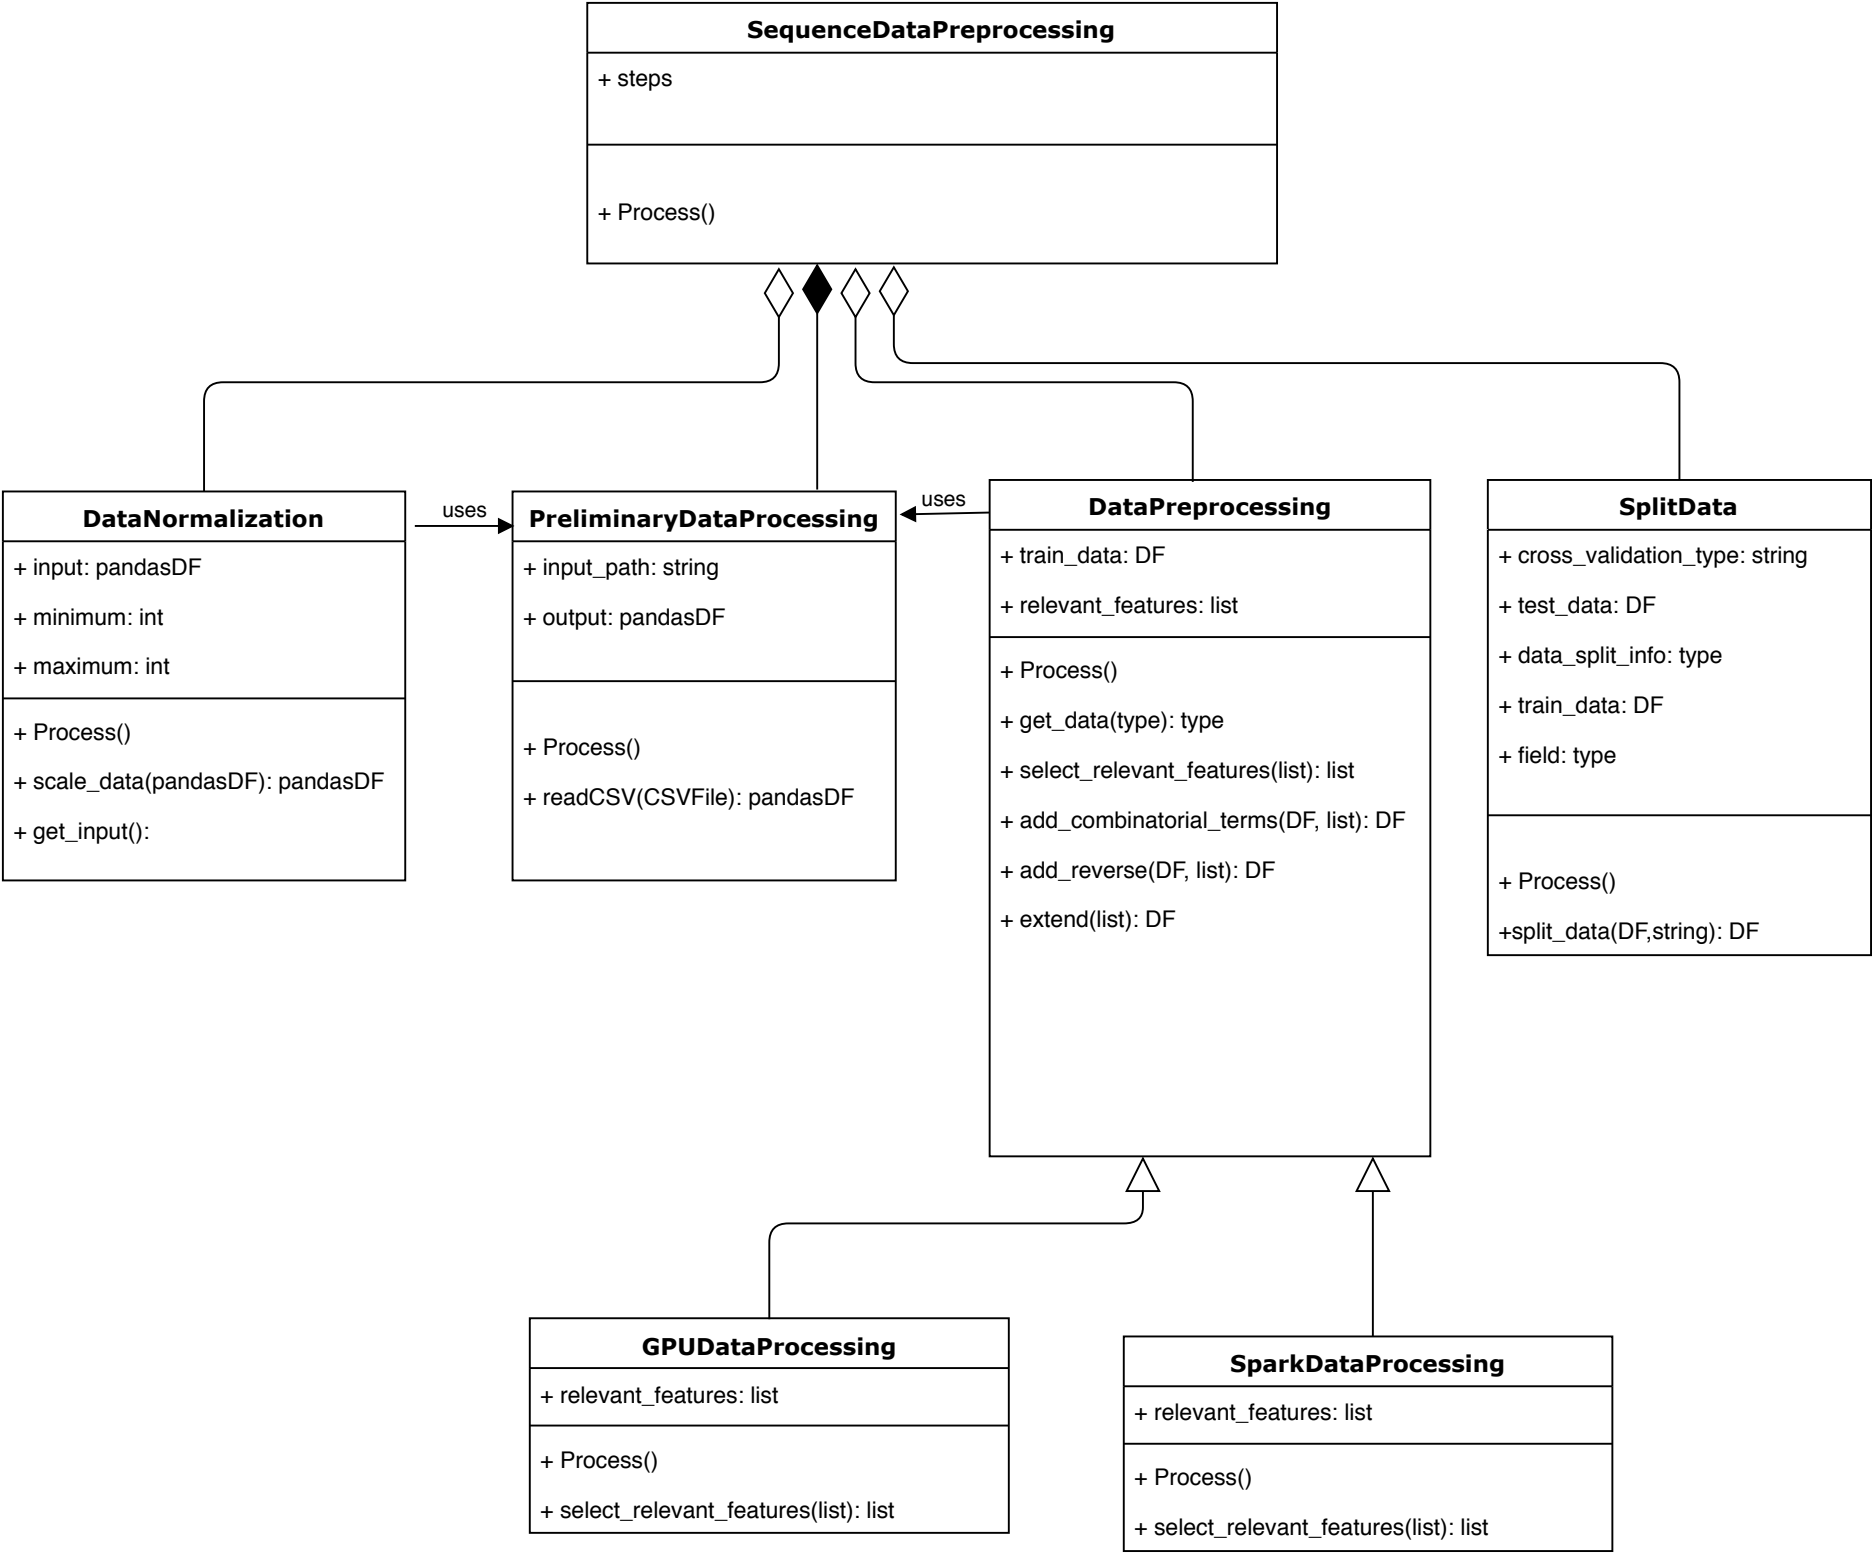 SequenceDataPreprocessing
+ steps
+ Process()
DataNormalization
+ input: pandasDF
+ minimum: int
+ maximum: int
+ Process()
+ scale_data(pandasDF): pandasDF
+ get_input():
uses
PreliminaryDataProcessing
+ input_path: string
+ output: pandasDF
+ Process()
+ readCSV(CSVFile): pandasDF
uses
DataPreprocessing
+ train_data: DF
+ relevant_features: list
+ Process()
+ get_data(type): type
+ select_relevant_features(list): list
+ add_combinatorial_terms(DF, list): DF
+ add_reverse(DF, list): DF
+ extend(list): DF
SplitData
+ cross_validation_type: string
+ test_data: DF
+ data_split_info: type
+ train_data: DF
+ field: type
+ Process()
+split_data(DF,string): DF
GPUDataProcessing
+ relevant_features: list
+ Process()
+ select_relevant_features(list): list
SparkDataProcessing
+ relevant_features: list
+ Process()
+ select_relevant_features(list): list